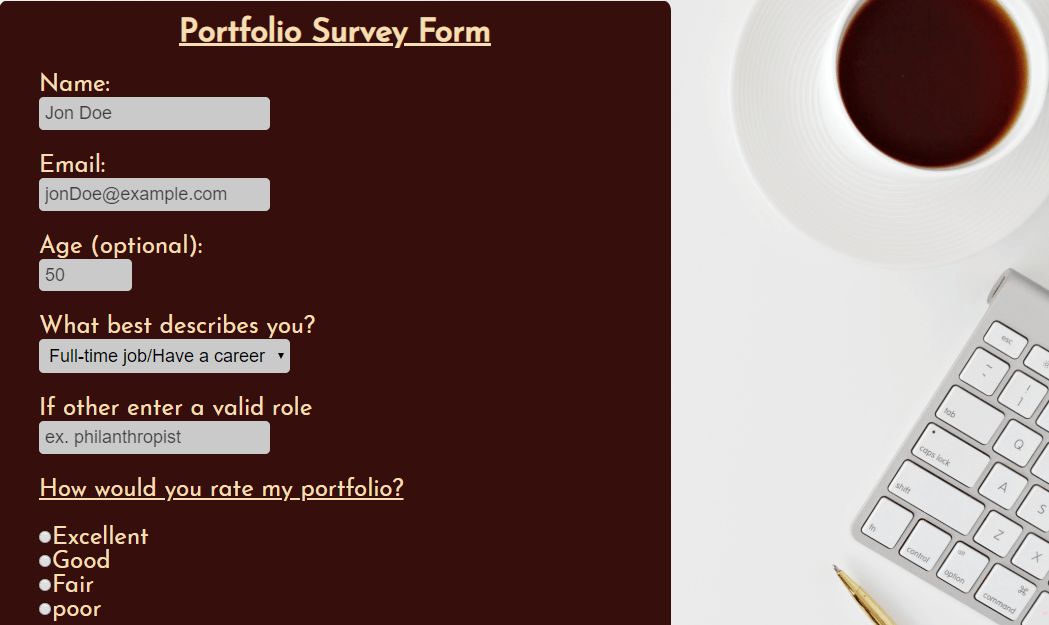 Portfolio Survey Form
Name:
Jon Doe
Email:
jonDoe@example.com
Age (optional):
50
What best describes you?
Full-time job/Have a career
If other enter a valid role
ex. philanthropist
How would you rate my portfolio?
Excellent
Good
Fair
poor
esc
~
!
1
tab
Q
caps lock
A
S
shift
Z
X
fn
control
alt
option
⌘
command